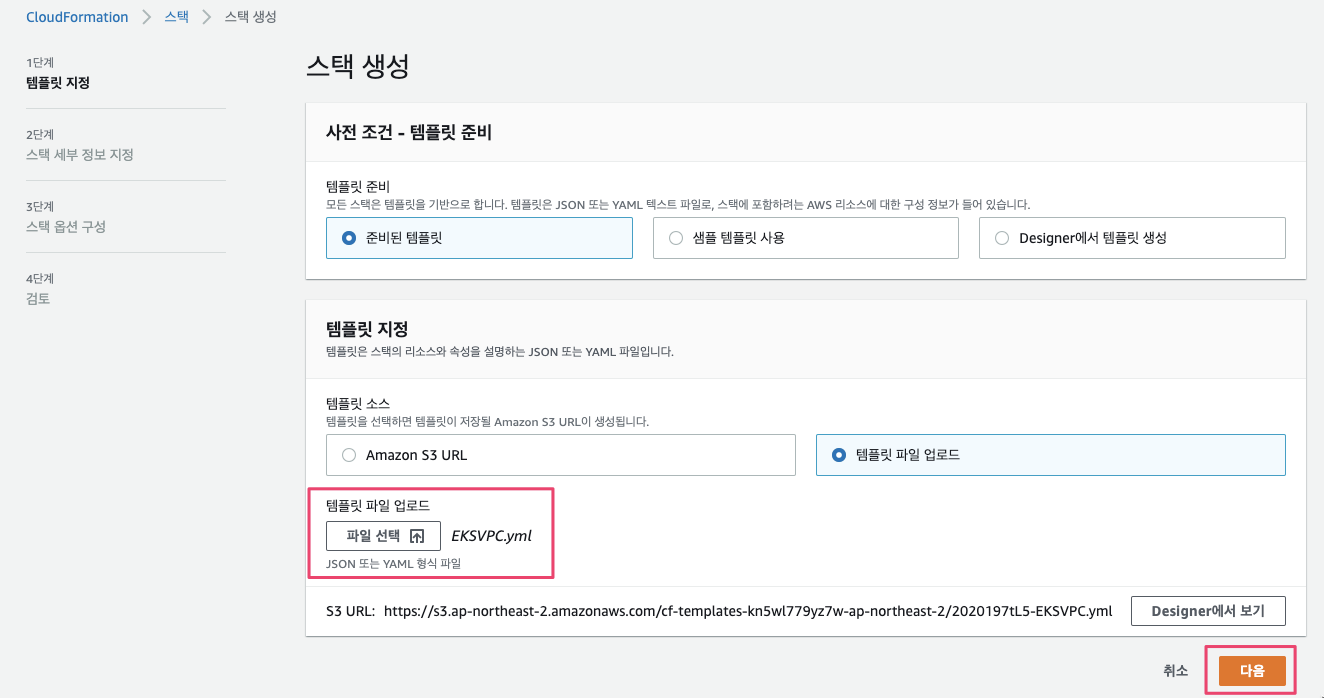 CloudFormation > 스택 > 스택 생성
1단계
템플릿 지정
2단계
스택 세부 정보 지정
3단계
스택 옵션 구성
4단계
검토
스택 생성
사전 조건 - 템플릿 준비
템플릿 준비
모든 스택은 템플릿을 기반으로 합니다. 템플릿은 JSON 또는 YAML 텍스트 파일로, 스택에 포함하려는 AWS 리소스에 대한 구성 정보가 들어 있습니다.
준비된 템플릿 샘플 템플릿 사용 Designer에서 템플릿 생성
템플릿 지정
템플릿은 스택의 리소스와 속성을 설명하는 JSON 또는 YAML 파일입니다.
템플릿 소스
템플릿을 선택하면 템플릿이 저장될 Amazon S3 URL이 생성됩니다.
Amazon S3 URL 템플릿 파일 업로드
템플릿 파일 업로드
파일 선택 EKSVPC.yml
JSON 또는 YAML 형식 파일
S3 URL: https://s3.ap-northeast-2.amazonaws.com/cf-templates-kn5wl779yz7w-ap-northeast-2/2020197tL5-EKSVPC.yml Designer에서 보기
취소 다음